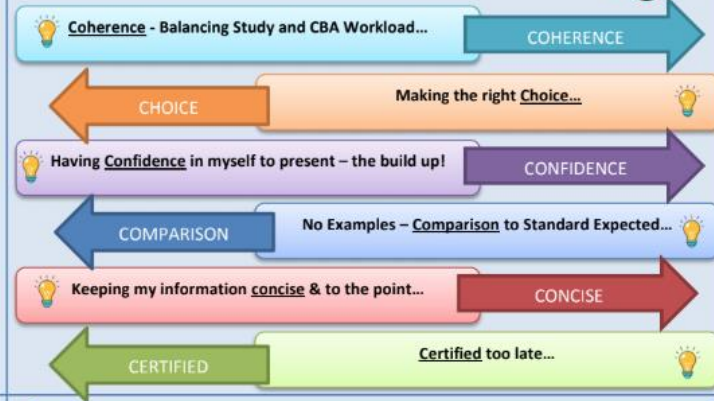 Coherence - Balancing Study and CBA Workload...
COHERENCE
Making the right Choice...
CHOICE
Having Confidence in myself to present – the build up!
CONFIDENCE
No Examples – Comparison to Standard Expected...
COMPARISON
Keeping my information concise & to the point...
CONCISE
Certified too late...
CERTIFIED